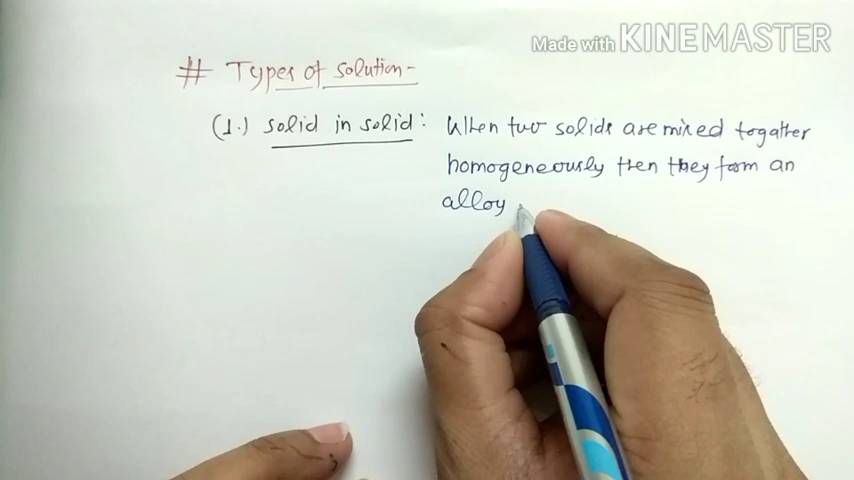 Made with KINEMASTER
# Types of solution-
(1.) solid in solid: When two solids are mixed togather
homogeneously then they form an
alloy